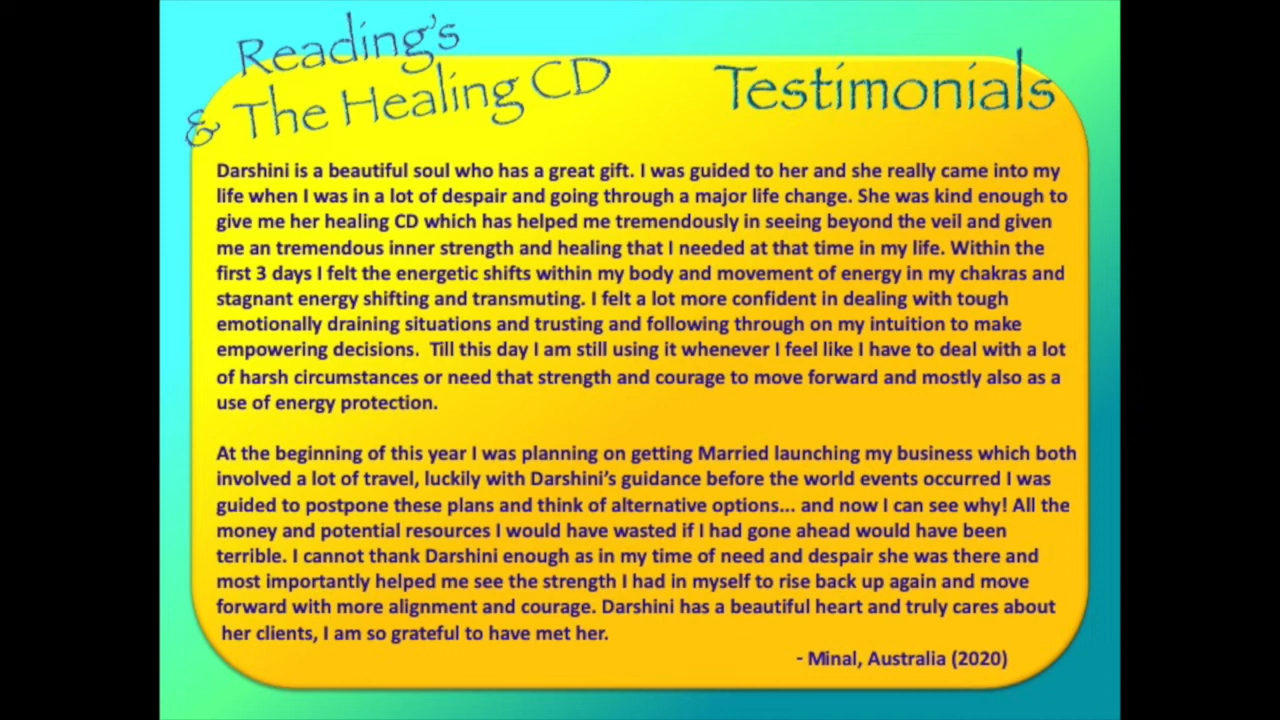 Reading's
& The Healing CD
Testimonials
Darshini is a beautiful soul who has a great gift. I was guided to her and she really came into my
life when I was in a lot of despair and going through a major life change. She was kind enough to
give me her healing CD which has helped me tremendously in seeing beyond the veil and given
me an tremendous inner strength and healing that I needed at that time in my life. Within the
first 3 days I felt the energetic shifts within my body and movement of energy in my chakras and
stagnant energy shifting and transmuting. I felt a lot more confident in dealing with tough
emotionally draining situations and trusting and following through on my intuition to make
empowering decisions.  Till this day I am still using it whenever I feel like I have to deal with a lot
of harsh circumstances or need that strength and courage to move forward and mostly also as a
use of energy protection.
At the beginning of this year I was planning on getting Married launching my business which both
involved a lot of travel, luckily with Darshini's guidance before the world events occurred I was
guided to postpone these plans and think of alternative options... and now I can see why! All the
money and potential resources I would have wasted if I had gone ahead would have been
terrible. I cannot thank Darshini enough as in my time of need and despair she was there and
most importantly helped me see the strength I had in myself to rise back up again and move
forward with more alignment and courage. Darshini has a beautiful heart and truly cares about
her clients, I am so grateful to have met her.
- Minal, Australia (2020)